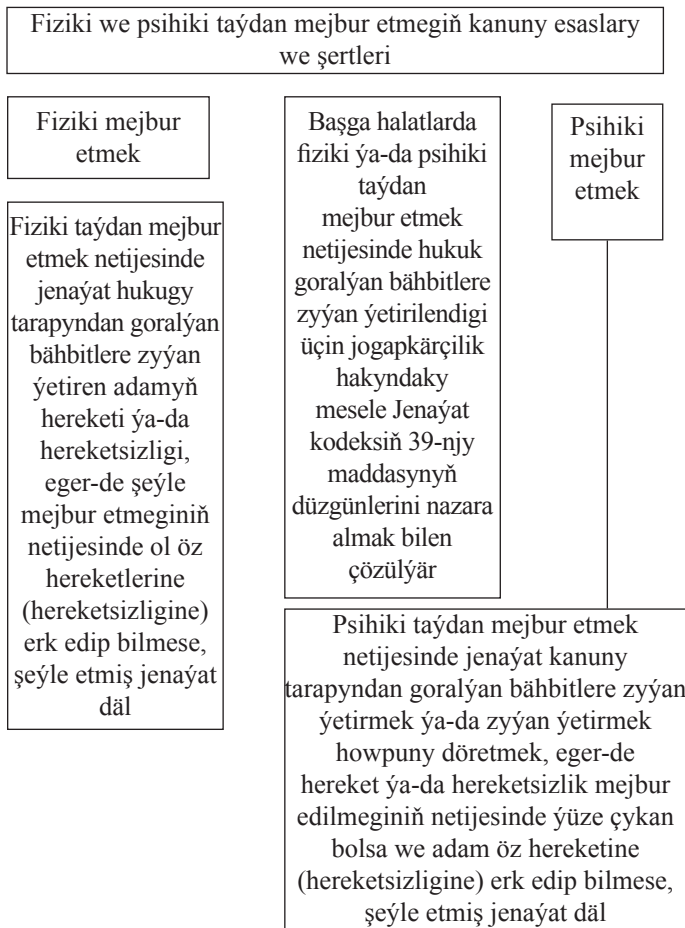 Fiziki we psihiki taýdan mejbur etmegiň kanuny esaslary
we şertleri
Fiziki mejbur
etmek
Fiziki taýdan mejbur
etmek netijesinde
jenaýat hukugy
tarapyndan goralýan
bähbitlere zyýan
ýetiren adamyň
hereketi ýa-da
hereketsizligi,
eger-de şeýle
mejbur etmeginiň
netijesinde ol öz
hereketlerine
(hereketsizligine)
erk edip bilmese,
şeýle etmiş jenaýat
däl
Başga halatlarda
fiziki ýa-da psihiki
taýdan
mejbur etmek
netijesinde hukuk
goralýan bähbitlere
zyýan ýetirilendigi
üçin jogapkärçilik
hakyndaky
mesele Jenaýat
kodeksiň 39-njy
maddasynyň
düzgünlerini nazara
almak bilen
çözülýär
Psihiki
mejbur
etmek
Psihiki taýdan mejbur etmek
netijesinde jenaýat kanuny
tarapyndan goralýan bähbitlere zyýan
ýetirmek ýa-da zyýan ýetirmek
howpuny döretmek, eger-de
hereket ýa-da hereketsizlik mejbur
edilmeginiň netijesinde ýüze çykan
bolsa we adam öz hereketine
(hereketsizligine) erk edip bilmese,
şeýle etmiş jenaýat däl